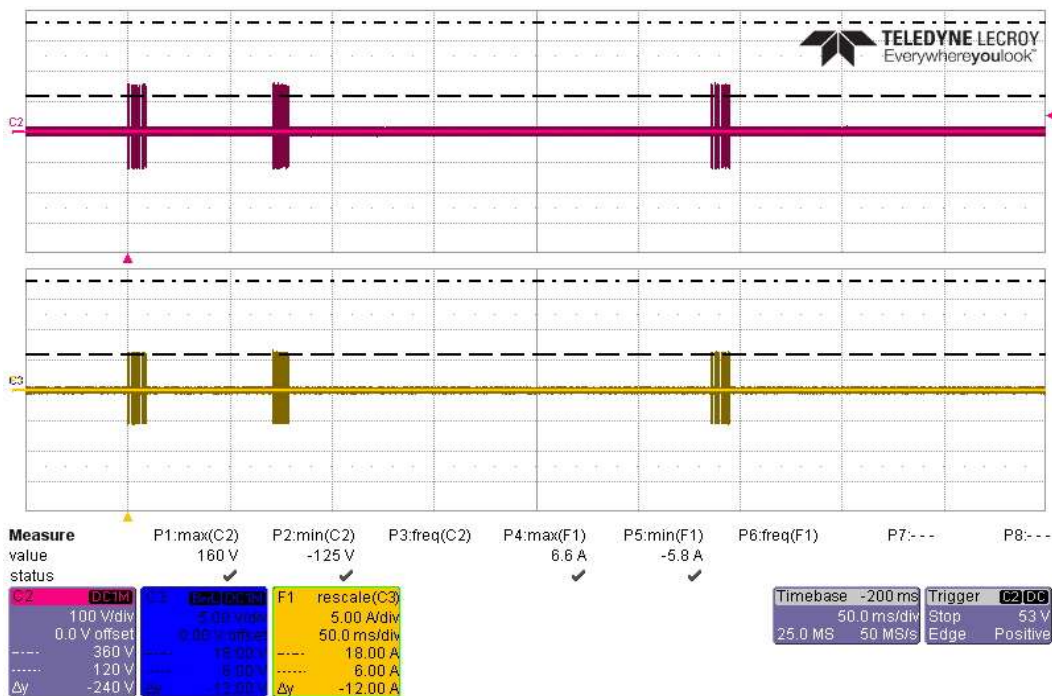 TELEDYNE LECROY
Everywhereyoulook™
C2
C3
Measure P1:max(C2) P2:min(C2) P3:freq(C2) P4:max(F1) P5:min(F1) P6:freq(F1) P7:--- P8:---
value 160 V -125 V 6.6 A -5.8 A
status
C2 DC1M
100 V/div
0.0 V offset
360 V
120 V
Δy -240 V
C3 BwL DC1M
5.00 V/div
0.00 V offset
18.00 V
6.00 V
Δy -12.00 V
F1 rescale(C3)
5.00 A/div
50.0 ms/div
18.00 A
6.00 A
Δy -12.00 A
Timebase -200 ms
50.0 ms/div
25.0 MS 50 MS/s
Trigger C2 DC
Stop 53 V
Edge Positive